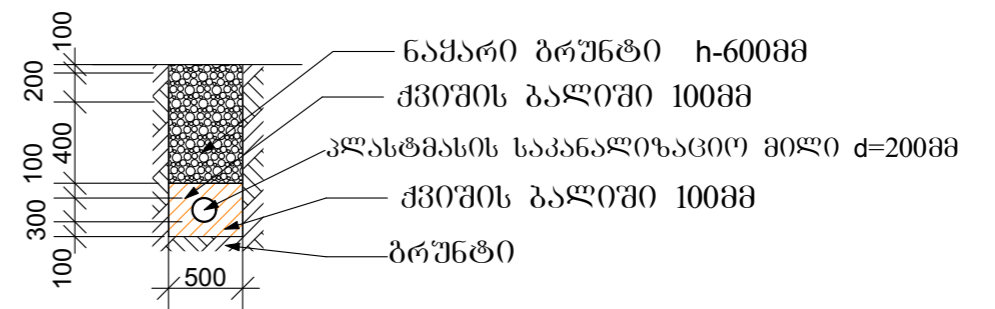 ნაყარი გრუნტი h-600მმ
ქვიშის ბალიში 100მმ
პლასტმასის საკანალიზაციო მილი d=200მმ
ქვიშის ბალიში 100მმ
გრუნტი
100
200
400
100
300
100
500